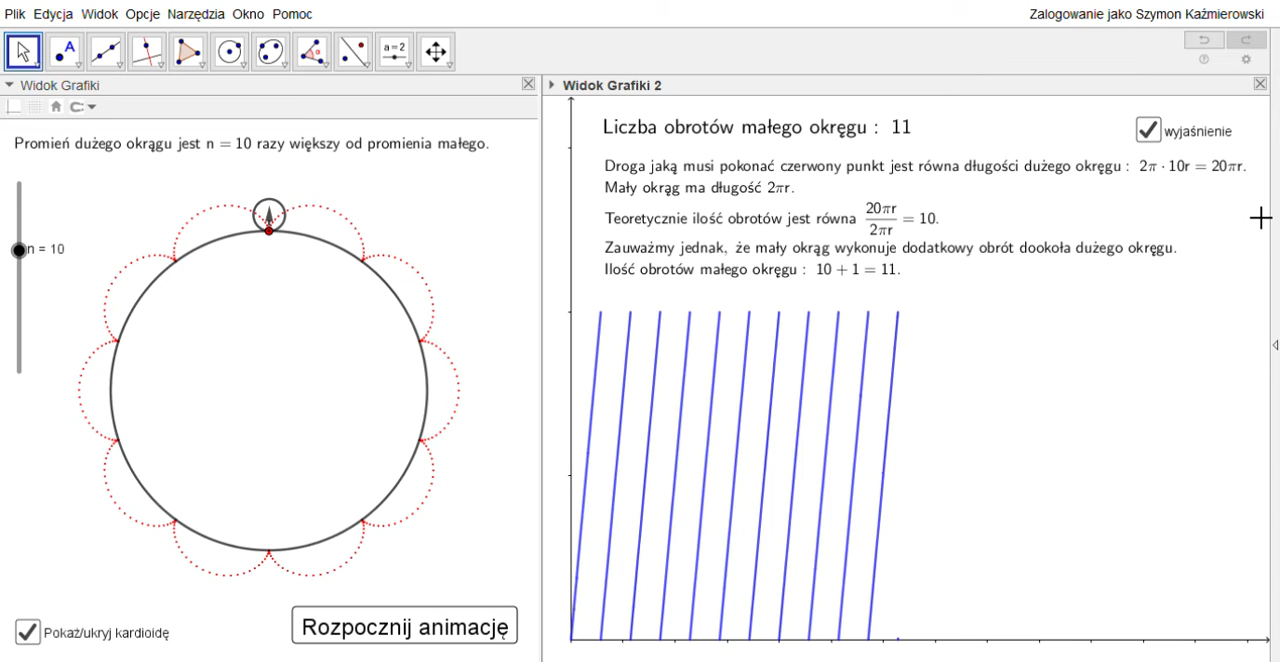 Plik Edycja Widok Opcje Narzędzia Okno Pomoc
Zalogowanie jako Szymon Kaźmierowski
A
α
a = 2
Widok Grafiki
Widok Grafiki 2
Promień dużego okrągu jest n = 10 razy większy od promienia małego.
n = 10
Pokaż/ukryj kardioidę
Rozpocznij animację
Liczba obrotów małego okręgu : 11
wyjaśnienie
Droga jaką musi pokonać czerwony punkt jest równa długości dużego okręgu : 2π · 10r = 20πr.
Mały okrąg ma długość 2πr.
Teoretycznie ilość obrotów jest równa 20πr/2πr = 10.
Zauważmy jednak, że mały okrąg wykonuje dodatkowy obrót dookoła dużego okręgu.
Ilość obrotów małego okręgu : 10 + 1 = 11.